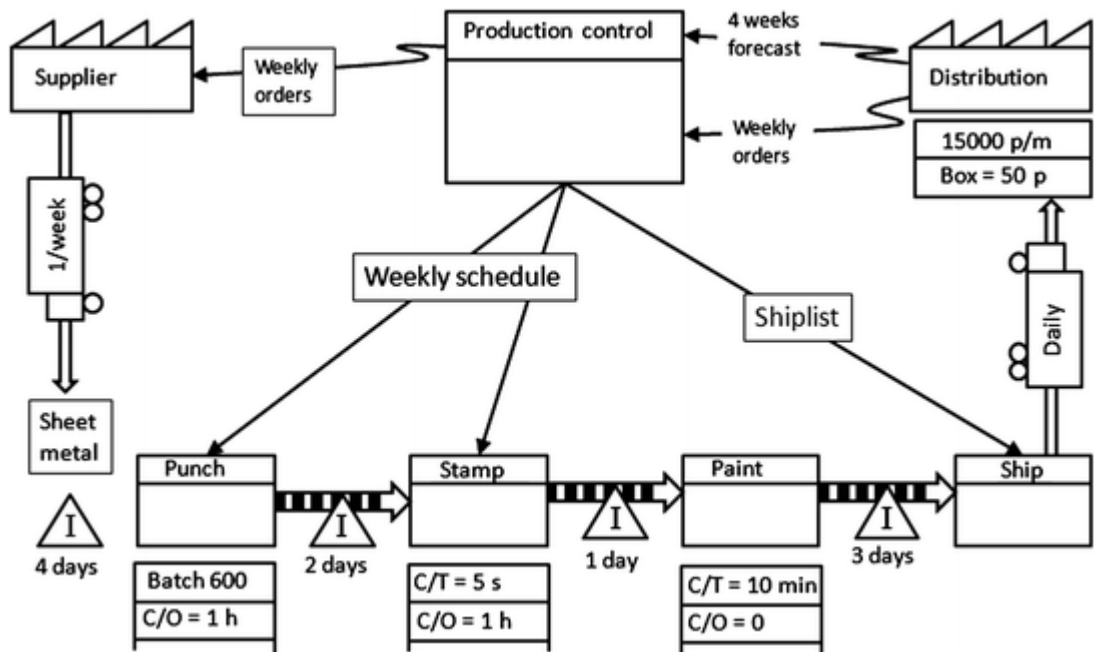 Supplier
Weekly
orders
Production control
4 weeks
forecast
Weekly
orders
Distribution
15000 p/m
Box = 50 p
1/week
Weekly schedule
Shiplist
Daily
Sheet
metal
I
4 days
Punch
Batch 600
C/O = 1 h
I
2 days
Stamp
C/T = 5 s
C/O = 1 h
I
1 day
Paint
C/T = 10 min
C/O = 0
I
3 days
Ship